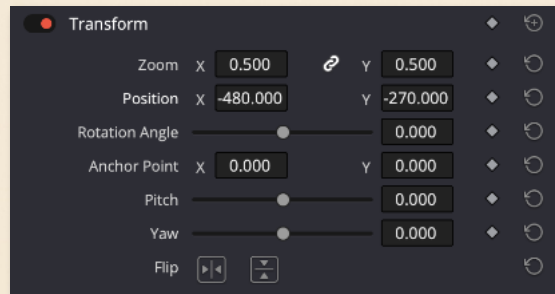 Transform
Zoom X 0.500 Y 0.500
Position X -480.000 Y -270.000
Rotation Angle 0.000
Anchor Point X 0.000 Y 0.000
Pitch 0.000
Yaw 0.000
Flip